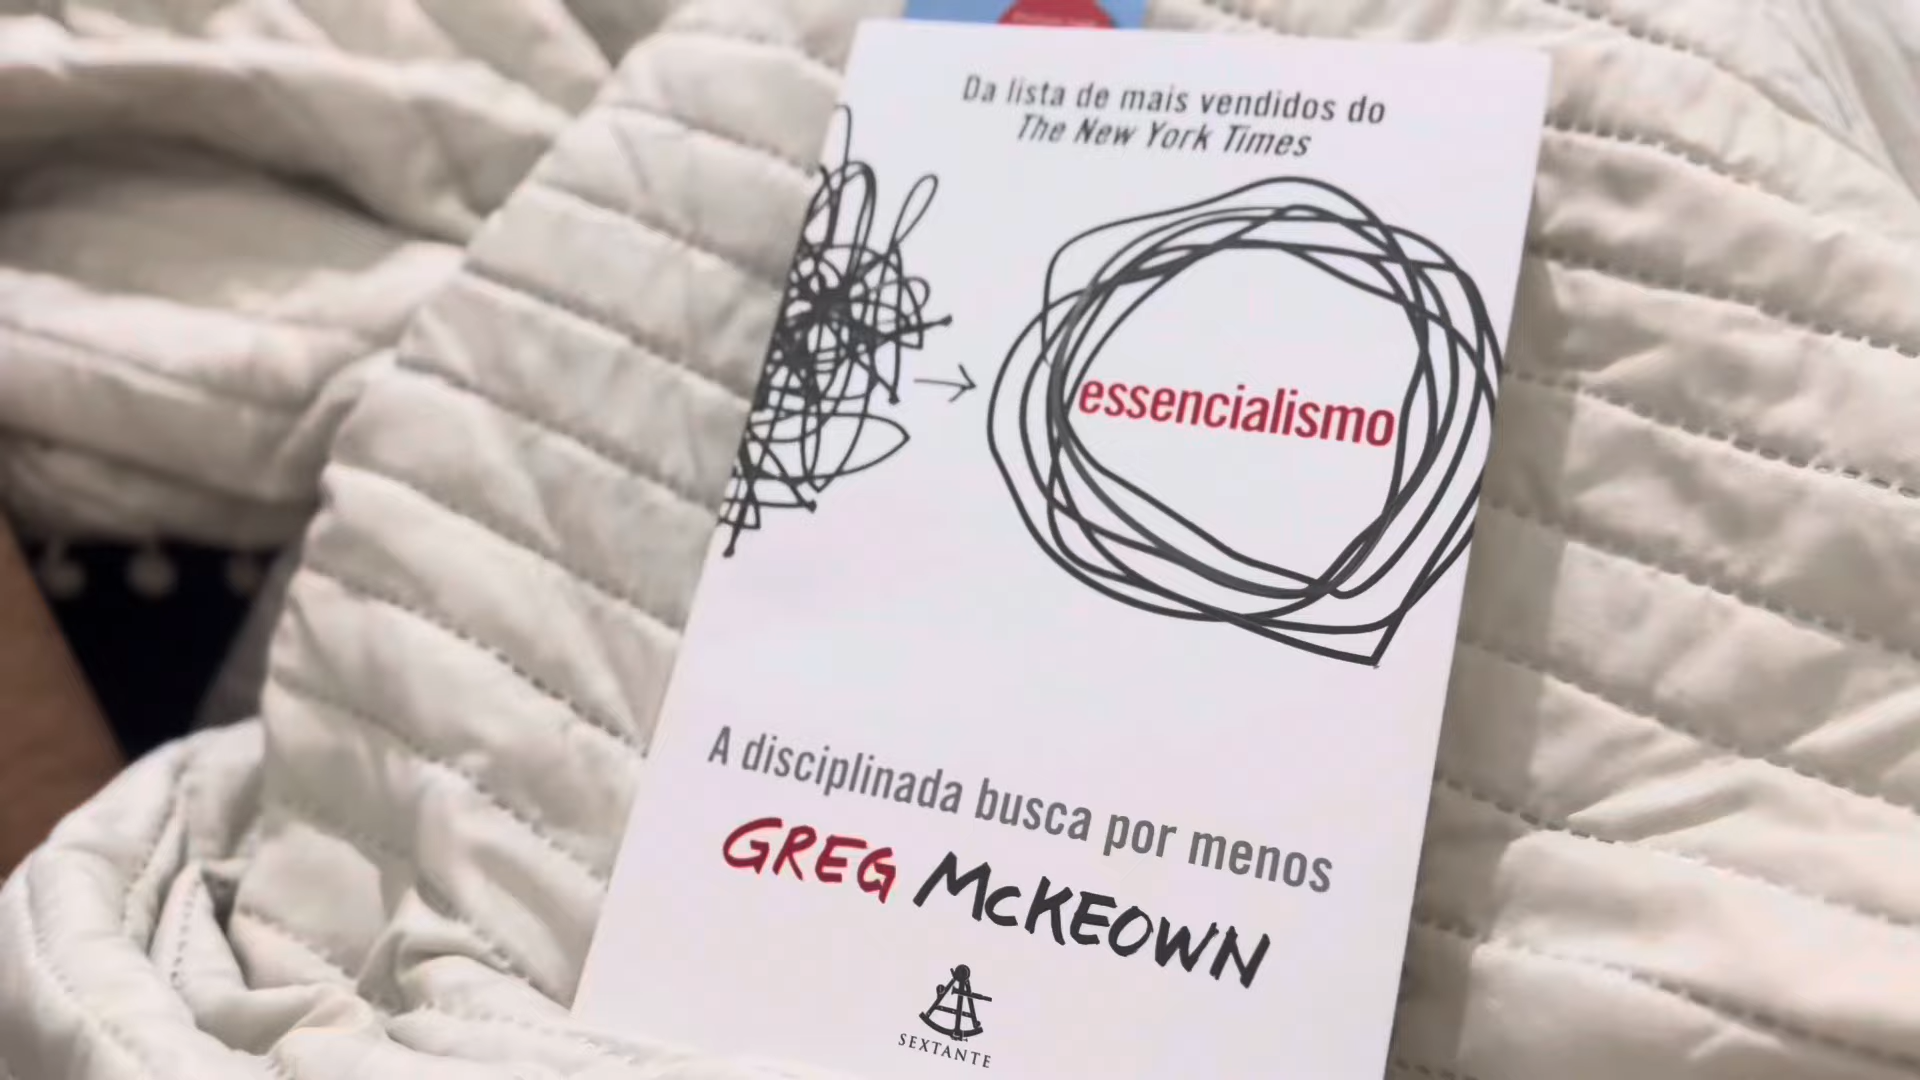 Da lista de mais vendidos do
The New York Times
essencialismo
A disciplinada busca por menos
GREG McKEOWN
SEXTANTE